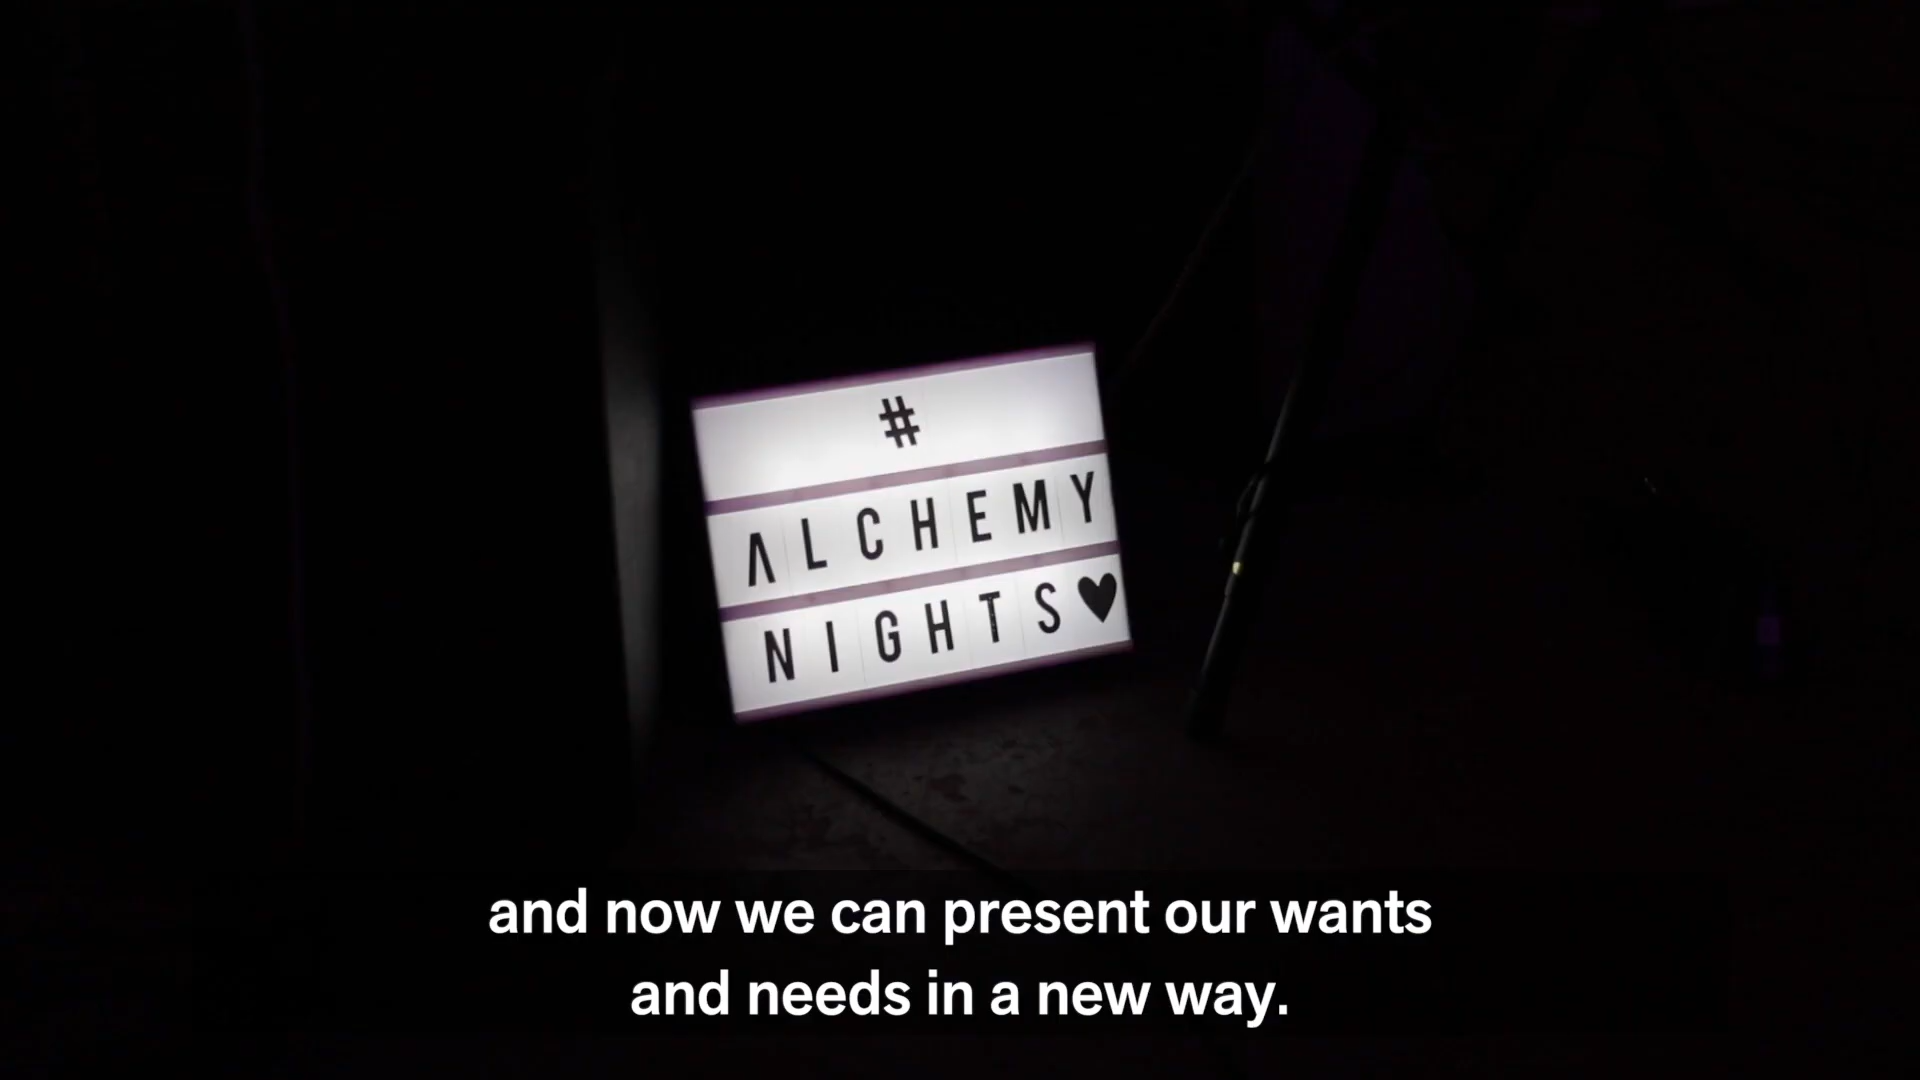 #
ALCHEMY
NIGHTS♥
and now we can present our wants
and needs in a new way.